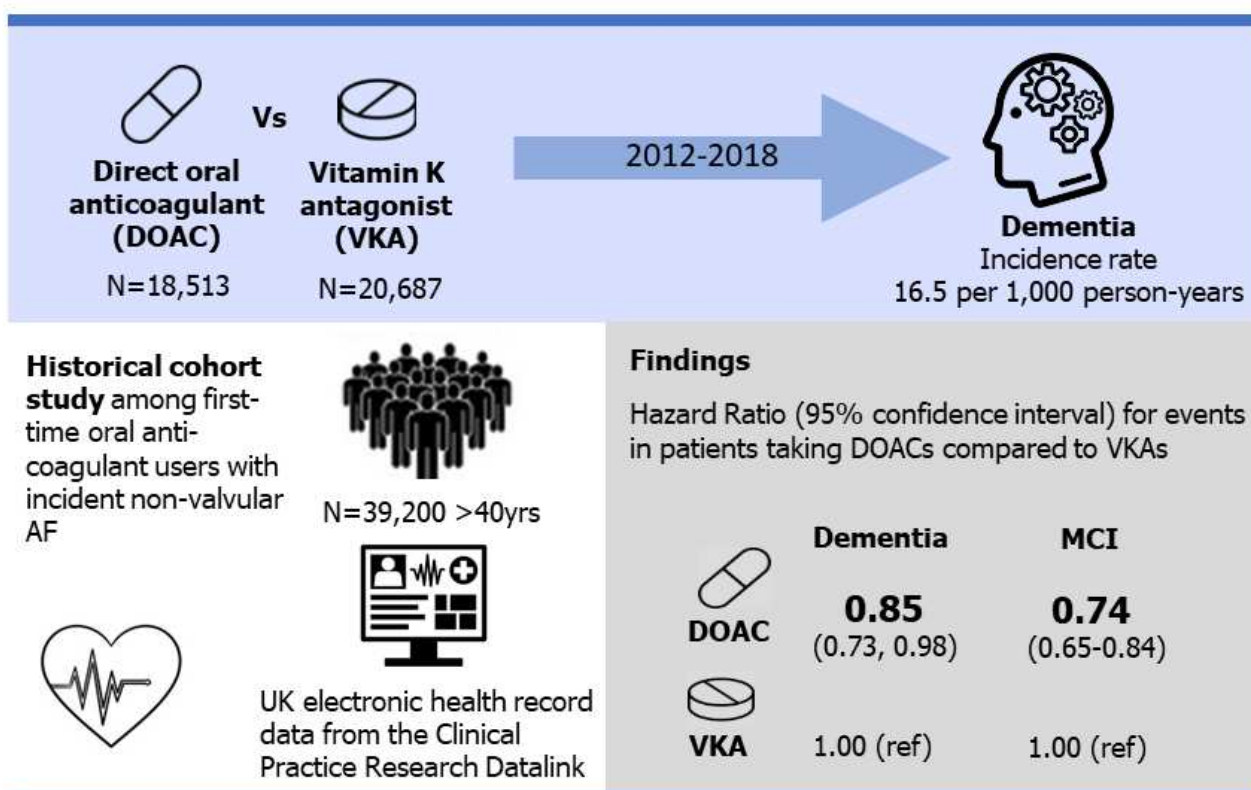 Vs
Direct oral
anticoagulant
(DOAC)
N=18,513
Vitamin K
antagonist
(VKA)
N=20,687
2012-2018
Dementia
Incidence rate
16.5 per 1,000 person-years
Historical cohort
study among first-
time oral anti-
coagulant users with
incident non-valvular
AF
N=39,200 >40yrs
UK electronic health record
data from the Clinical
Practice Research Datalink
Findings
Hazard Ratio (95% confidence interval) for events
in patients taking DOACs compared to VKAs
Dementia MCI
DOAC
0.85 0.74
(0.73, 0.98) (0.65-0.84)
VKA 1.00 (ref) 1.00 (ref)